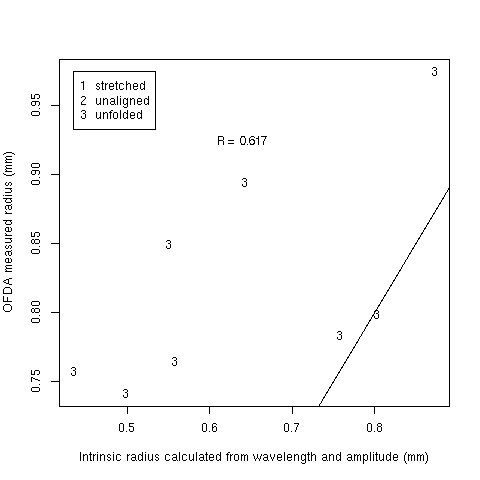 1 stretched
2 unaligned
3 unfolded
R = 0.617
3
3
3
3
3
3
3
3
0.95
0.90
0.85
0.80
0.75
OFDA measured radius (mm)
0.5 0.6 0.7 0.8
Intrinsic radius calculated from wavelength and amplitude (mm)